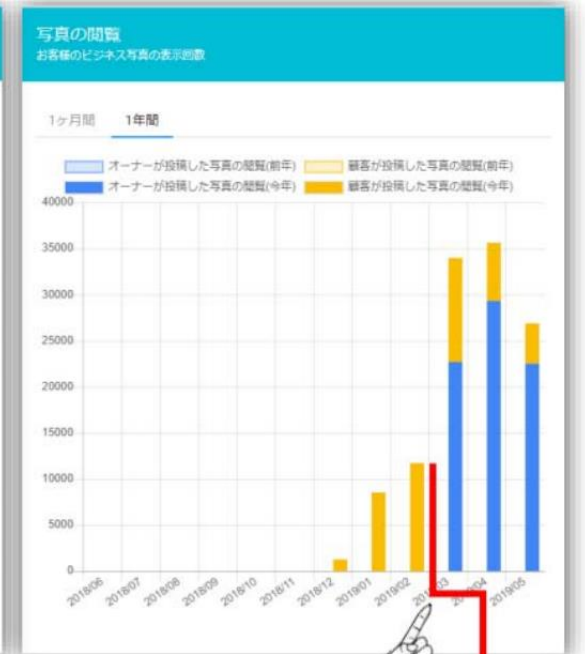 写真の閲覧
お客様のビジネス写真の表示回数
1ヶ月間 1年間
オーナーが投稿した写真の閲覧(前年) 顧客が投稿した写真の閲覧(前年)
オーナーが投稿した写真の閲覧(今年) 顧客が投稿した写真の閲覧(今年)
40000
35000
30000
25000
20000
15000
10000
5000
0
2018/06 2018/07 2018/08 2018/09 2018/10 2018/11 2018/12 2019/01 2019/02 2019/03 2019/04 2019/05